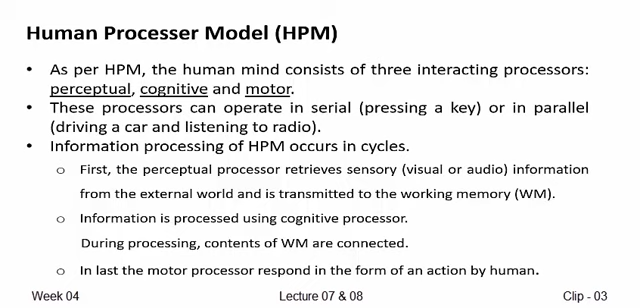 Human Processer Model (HPM)
• As per HPM, the human mind consists of three interacting processors:
perceptual, cognitive and motor.
• These processors can operate in serial (pressing a key) or in parallel
(driving a car and listening to radio).
• Information processing of HPM occurs in cycles.
o First, the perceptual processor retrieves sensory (visual or audio) information
from the external world and is transmitted to the working memory (WM).
o Information is processed using cognitive processor.
During processing, contents of WM are connected.
o In last the motor processor respond in the form of an action by human.
Week 04 Lecture 07 & 08 Clip - 03